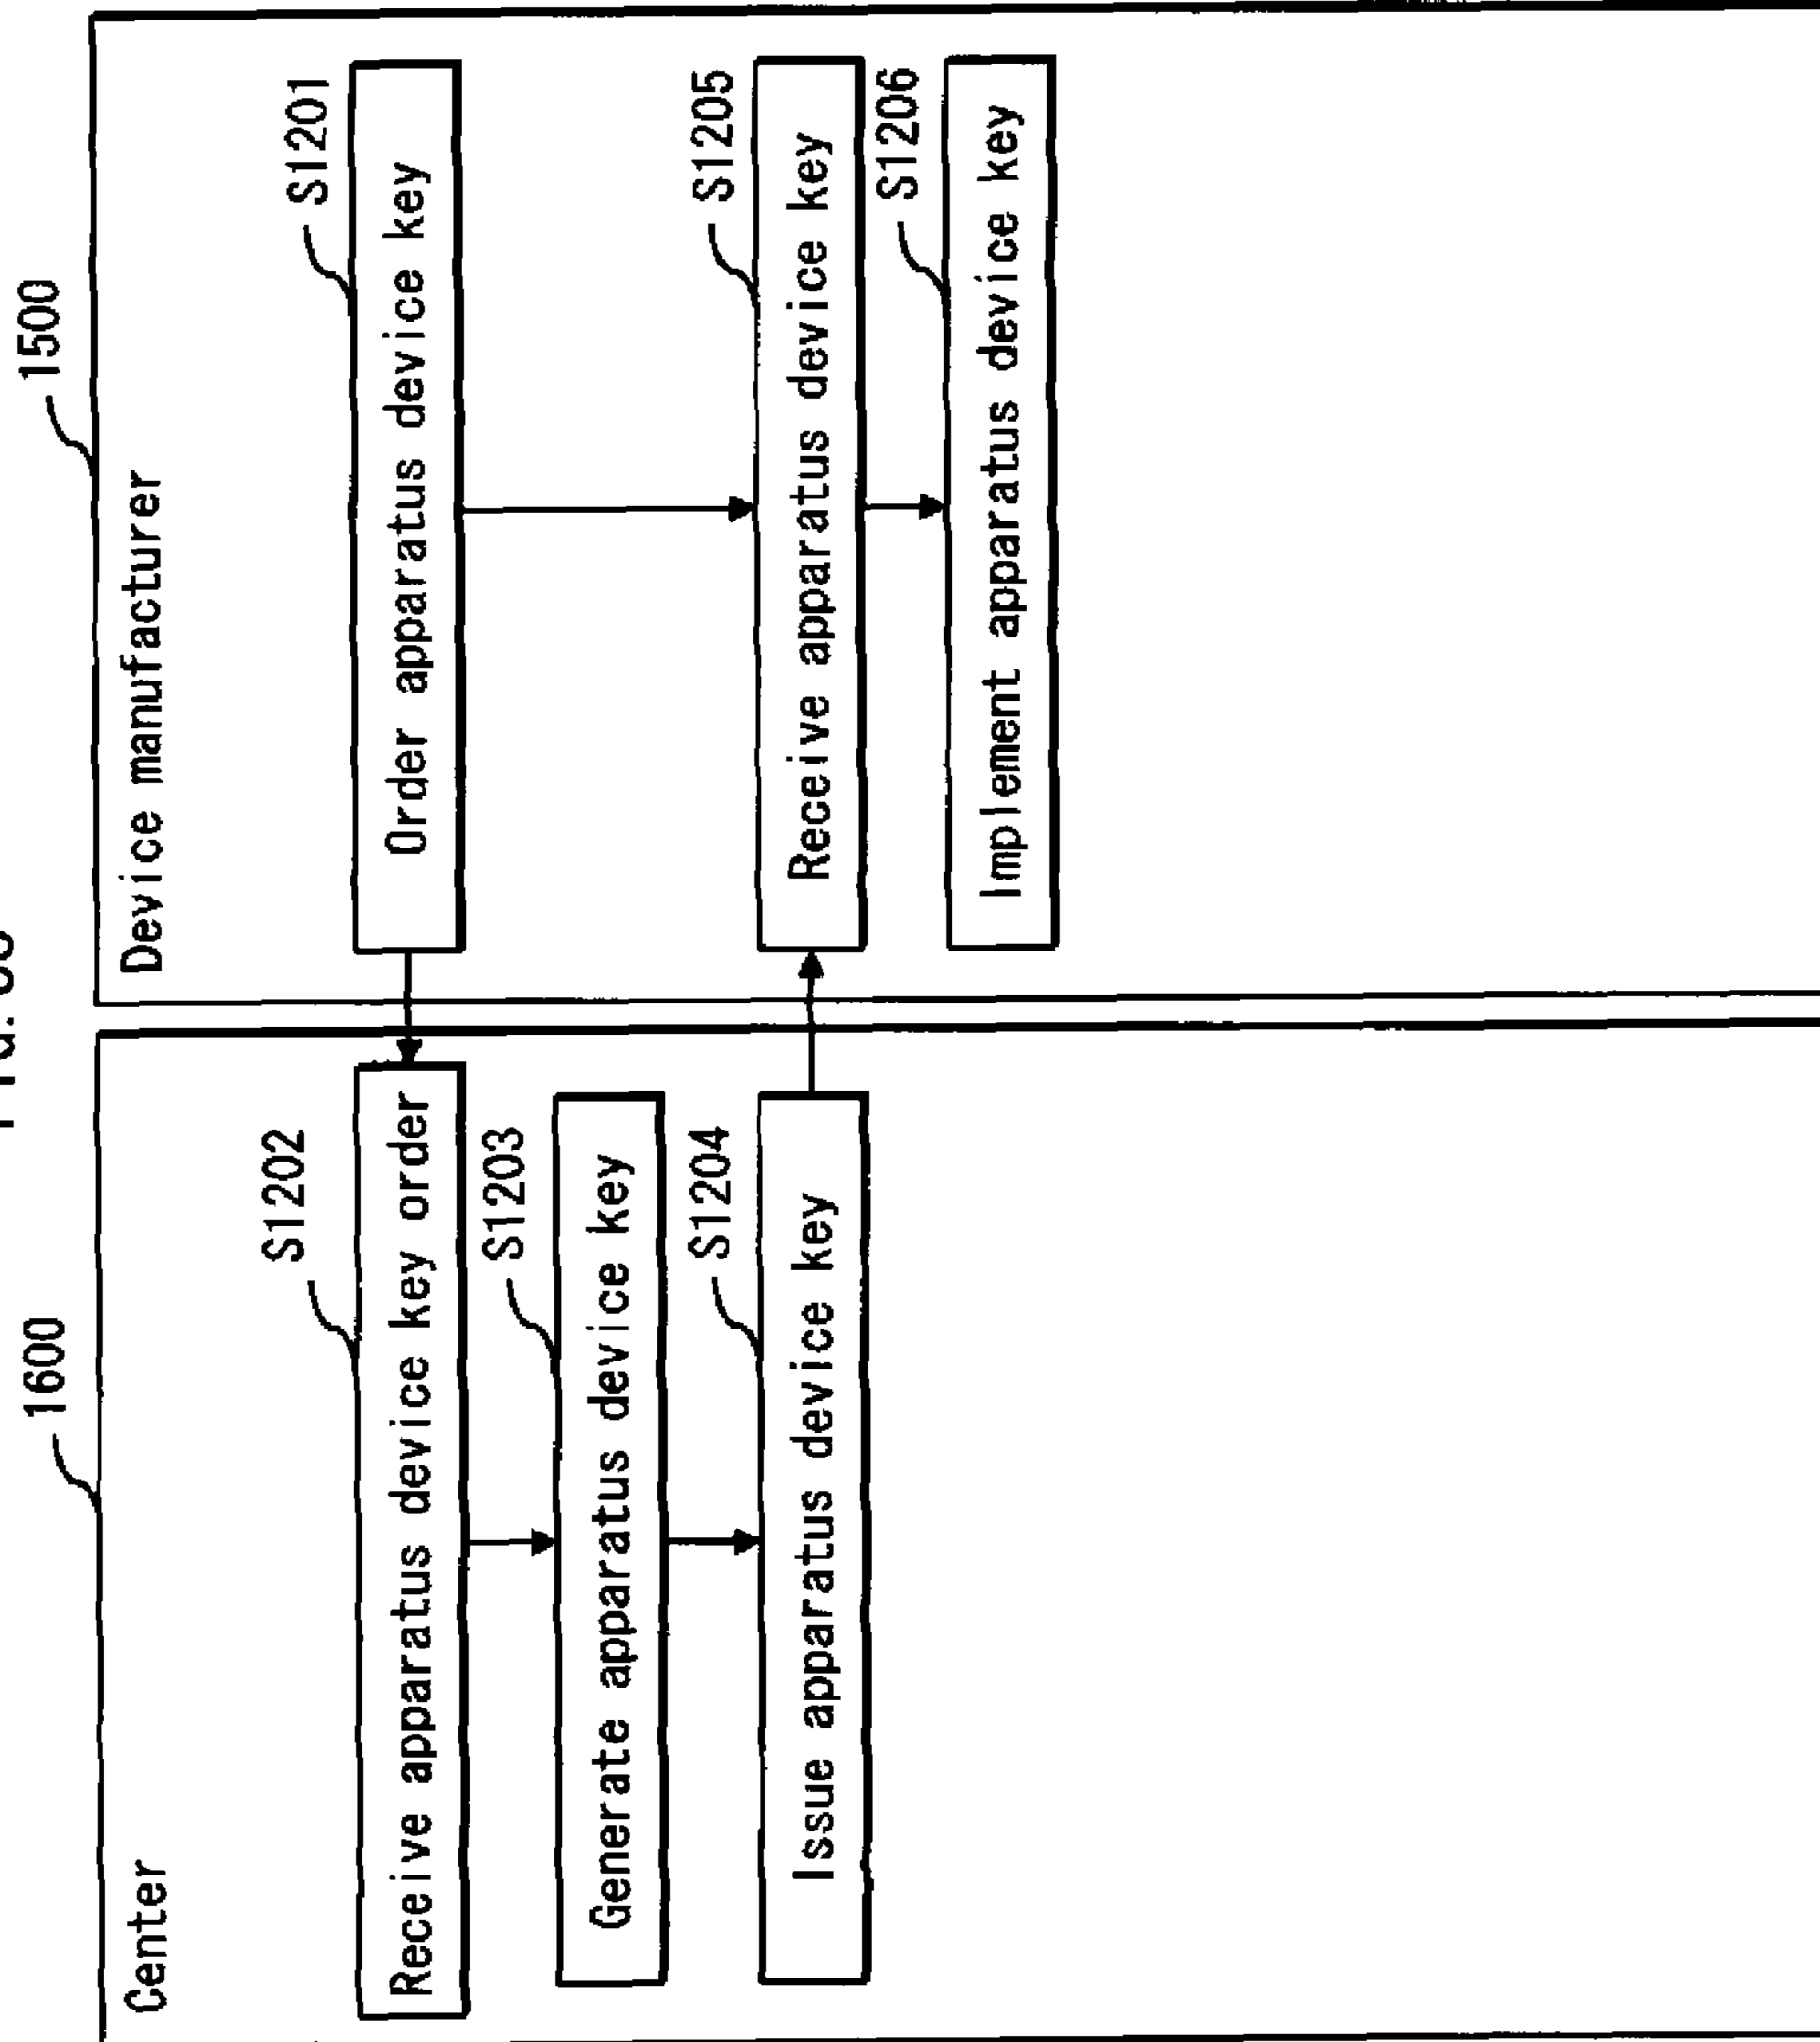 1600
Center
S1202
Receive apparatus device key order
S1203
Generate apparatus device key
S1204
Issue apparatus device key
1500
Device manufacturer
S1201
Order apparatus device key
S1205
Receive apparatus device key
S1206
Implement apparatus device key